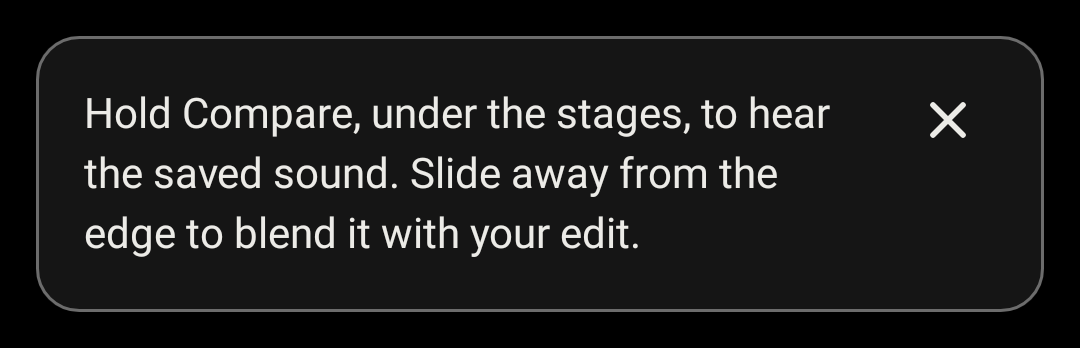 Hold Compare, under the stages, to hear
the saved sound. Slide away from the
edge to blend it with your edit.